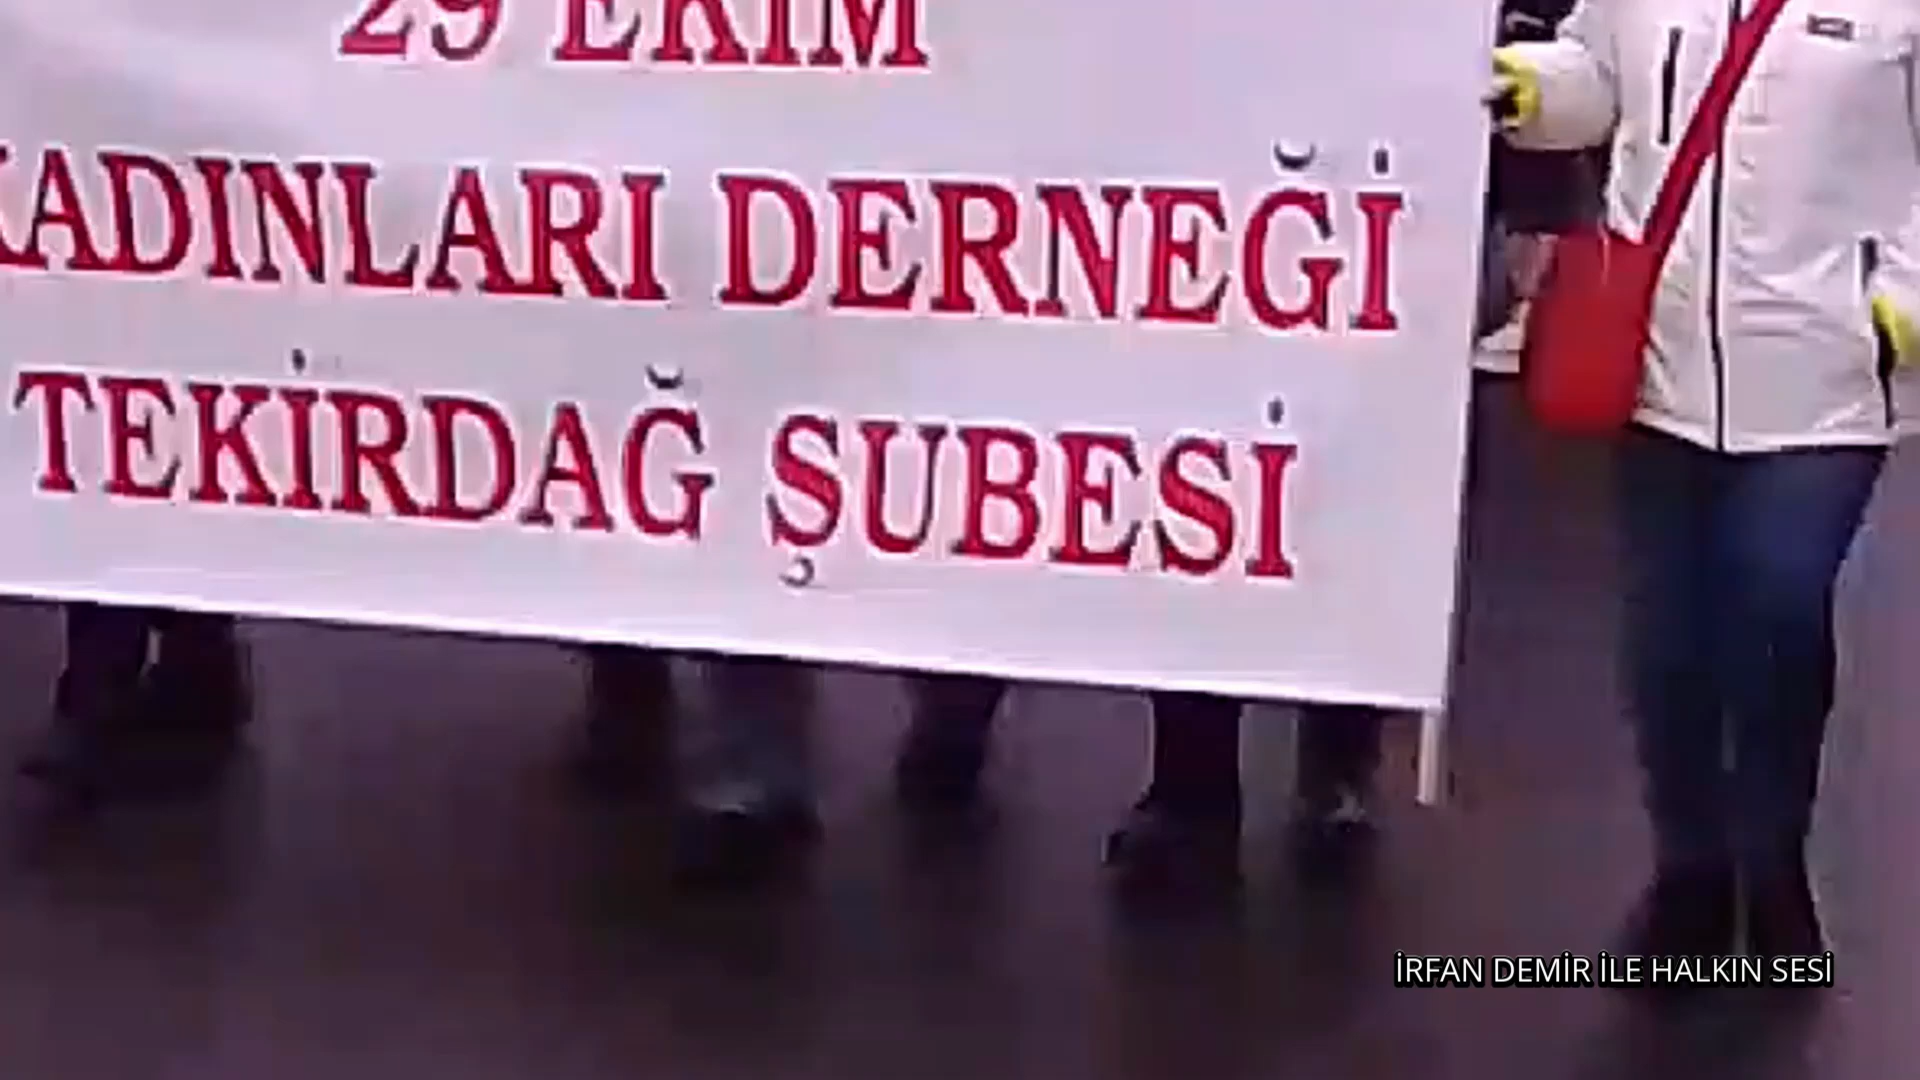 29 EKİM
KADINLARI DERNEĞİ
TEKİRDAĞ ŞUBESİ
İRFAN DEMİR İLE HALKIN SESİ